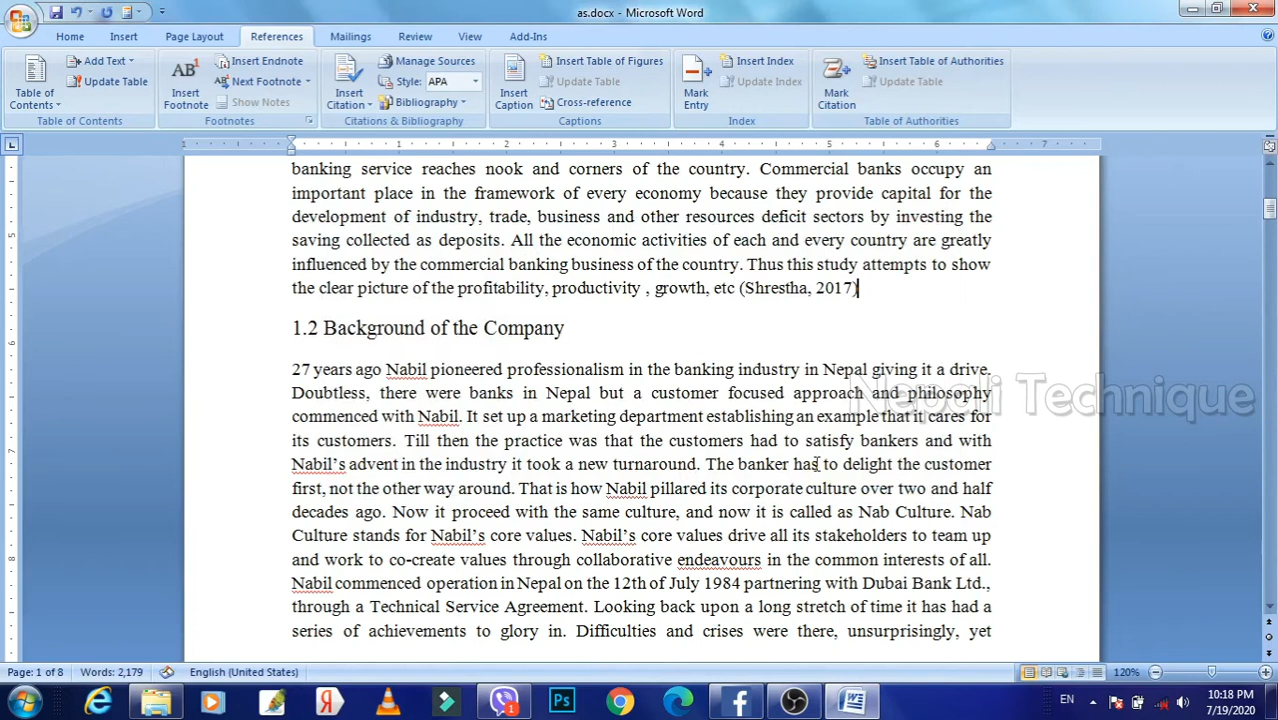 as.docx - Microsoft Word
Home Insert Page Layout References Mailings Review View Add-Ins
Table of Contents
Add Text
Update Table
Table of Contents
AB¹
Insert Footnote
Insert Endnote
Next Footnote
Show Notes
Footnotes
Insert Citation
Manage Sources
Style: APA
Bibliography
Citations & Bibliography
Insert Caption
Insert Table of Figures
Update Table
Cross-reference
Captions
Mark Entry
Insert Index
Update Index
Index
Mark Citation
Insert Table of Authorities
Update Table
Table of Authorities
1 1 2 3 4 5 6 7
banking service reaches nook and corners of the country. Commercial banks occupy an
important place in the framework of every economy because they provide capital for the
development of industry, trade, business and other resources deficit sectors by investing the
saving collected as deposits. All the economic activities of each and every country are greatly
influenced by the commercial banking business of the country. Thus this study attempts to show
the clear picture of the profitability, productivity , growth, etc (Shrestha, 2017)
1.2 Background of the Company
27 years ago Nabil pioneered professionalism in the banking industry in Nepal giving it a drive.
Doubtless, there were banks in Nepal but a customer focused approach and philosophy
commenced with Nabil. It set up a marketing department establishing an example that it cares for
its customers. Till then the practice was that the customers had to satisfy bankers and with
Nabil's advent in the industry it took a new turnaround. The banker has to delight the customer
first, not the other way around. That is how Nabil pillared its corporate culture over two and half
decades ago. Now it proceed with the same culture, and now it is called as Nab Culture. Nab
Culture stands for Nabil's core values. Nabil's core values drive all its stakeholders to team up
and work to co-create values through collaborative endeavours in the common interests of all.
Nabil commenced operation in Nepal on the 12th of July 1984 partnering with Dubai Bank Ltd.,
through a Technical Service Agreement. Looking back upon a long stretch of time it has had a
series of achievements to glory in. Difficulties and crises were there, unsurprisingly, yet
Nepali Technique
5
6
7
8
Page: 1 of 8 Words: 2,179 English (United States) 120%
1 Ps EN 10:18 PM
7/19/2020